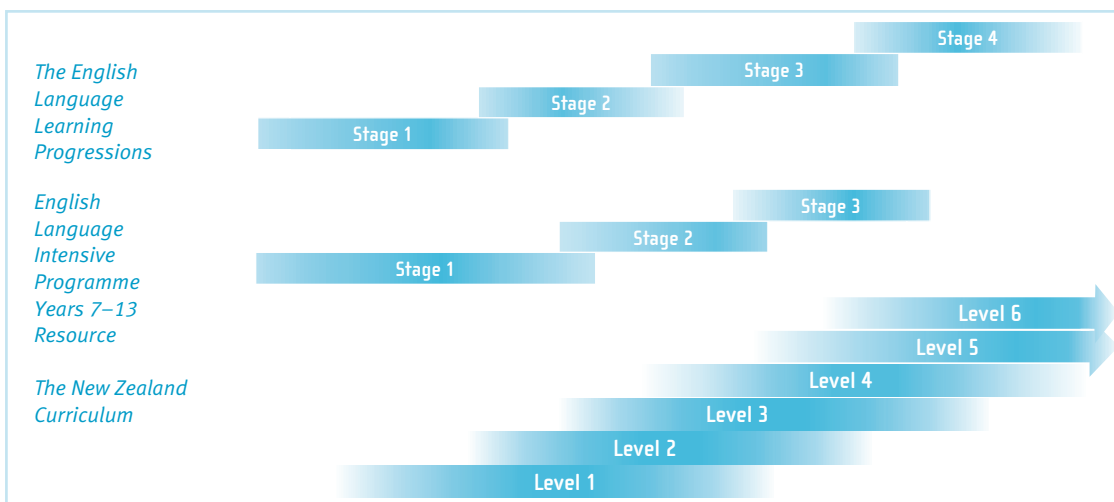 Stage 4
Stage 3
The English
Language
Learning
Progressions
Stage 2
Stage 1
English
Language
Intensive
Programme
Years 7–13
Resource
Stage 3
Stage 2
Stage 1
The New Zealand
Curriculum
Level 6
Level 5
Level 4
Level 3
Level 2
Level 1